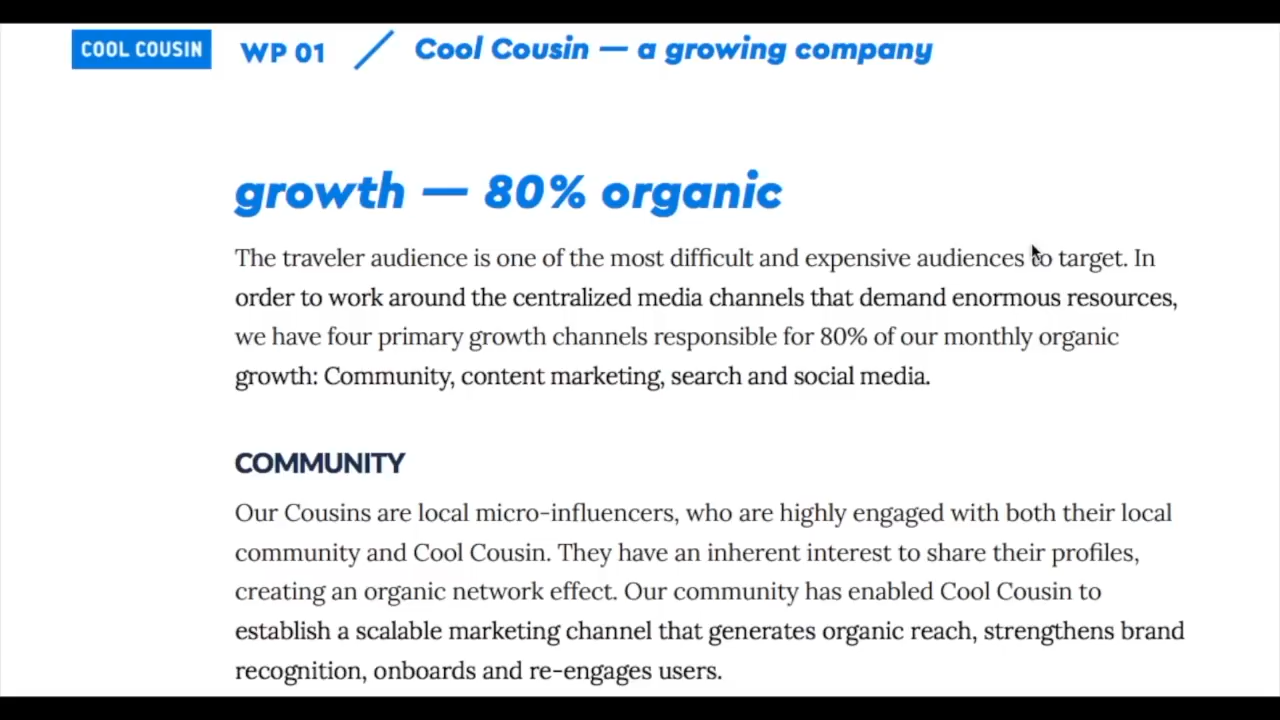 COOL COUSIN WP 01 / Cool Cousin — a growing company
growth — 80% organic
The traveler audience is one of the most difficult and expensive audiences to target. In
order to work around the centralized media channels that demand enormous resources,
we have four primary growth channels responsible for 80% of our monthly organic
growth: Community, content marketing, search and social media.
COMMUNITY
Our Cousins are local micro-influencers, who are highly engaged with both their local
community and Cool Cousin. They have an inherent interest to share their profiles,
creating an organic network effect. Our community has enabled Cool Cousin to
establish a scalable marketing channel that generates organic reach, strengthens brand
recognition, onboards and re-engages users.